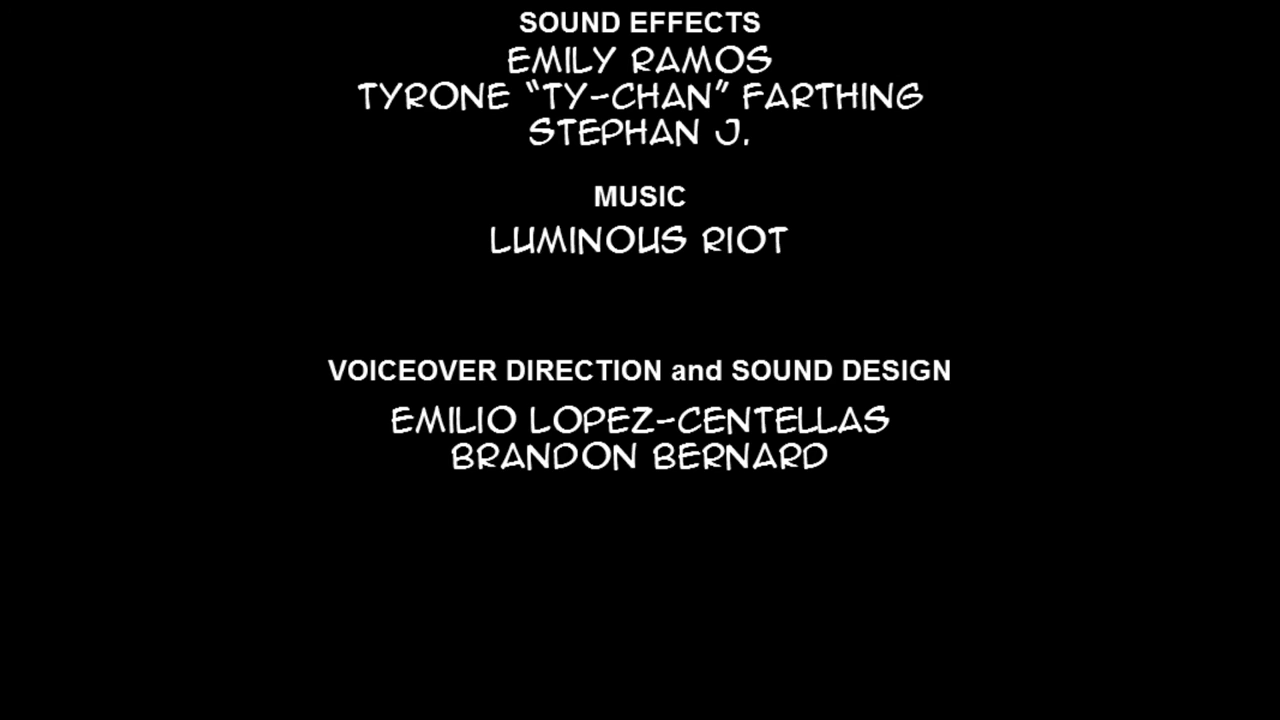 SOUND EFFECTS
EMILY RAMOS
TYRONE “TY-CHAN” FARTHING
STEPHAN J.
MUSIC
LUMINOUS RIOT
VOICEOVER DIRECTION and SOUND DESIGN
EMILIO LOPEZ-CENTELLAS
BRANDON BERNARD